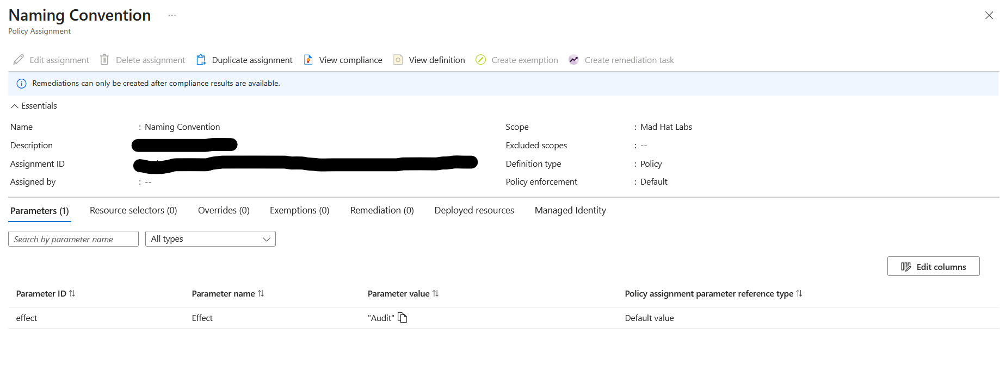 Naming Convention ...
Policy Assignment
Edit assignment Delete assignment Duplicate assignment View compliance View definition Create exemption Create remediation task
Remediations can only be created after compliance results are available.
Essentials
Name : Naming Convention Scope : Mad Hat Labs
Description Excluded scopes : --
Assignment ID Definition type : Policy
Assigned by : -- Policy enforcement : Default
Parameters (1) Resource selectors (0) Overrides (0) Exemptions (0) Remediation (0) Deployed resources Managed Identity
Search by parameter name All types
Edit columns
Parameter ID Parameter name Parameter value Policy assignment parameter reference type
effect Effect "Audit" Default value